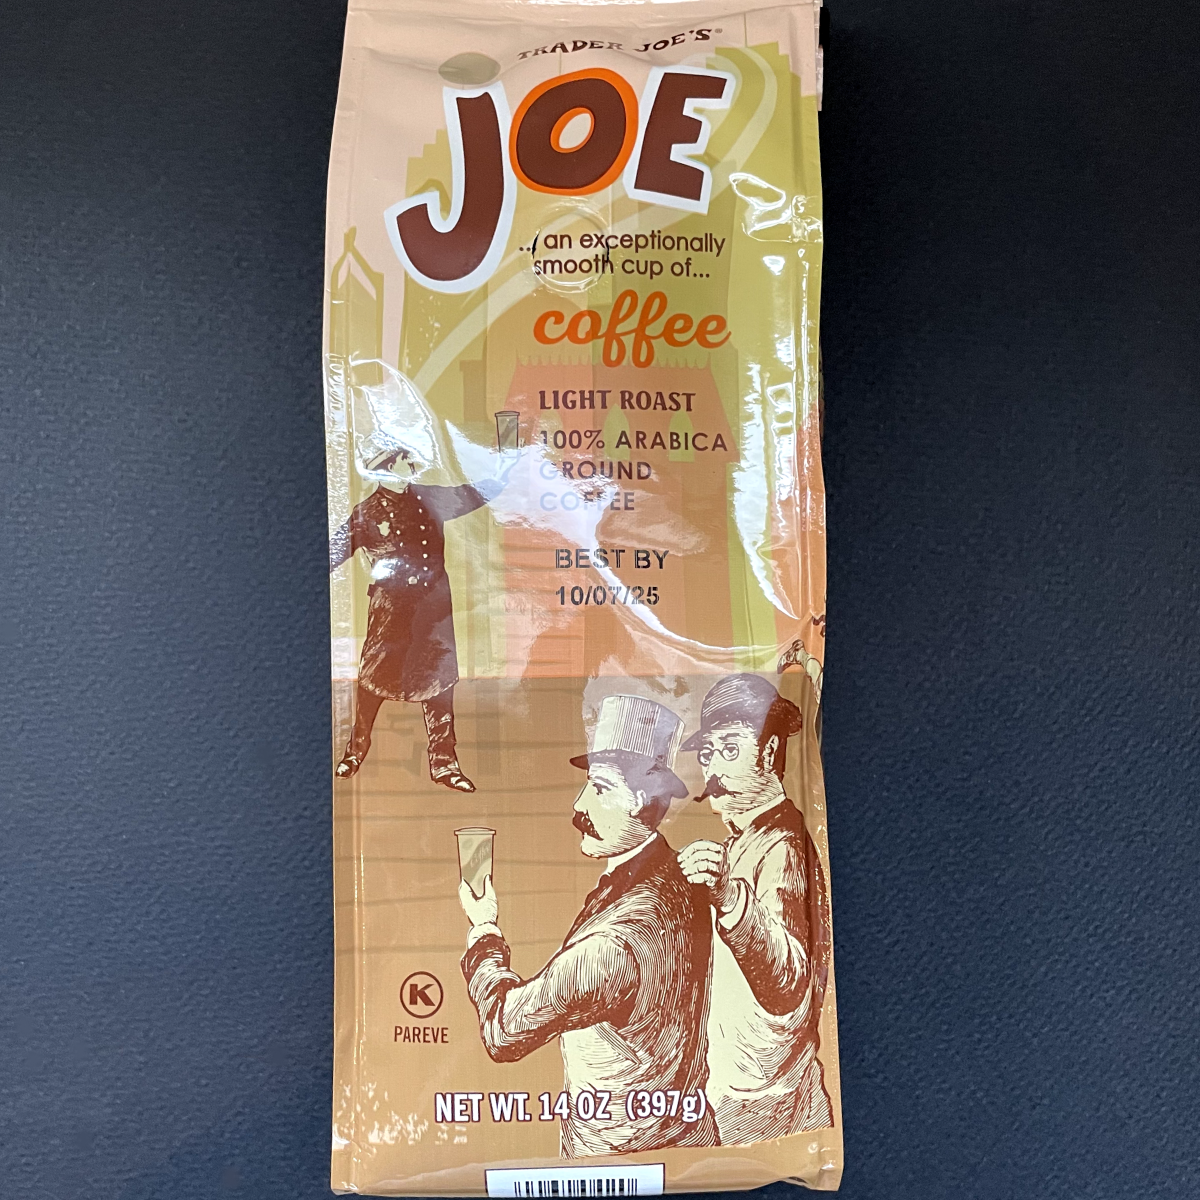 TRADER JOE'S®
JOE
... an exceptionally
smooth cup of...
coffee
LIGHT ROAST
100% ARABICA
GROUND
COFFEE
BEST BY
10/07/25
K
PAREVE
NET WT. 14 OZ (397g)